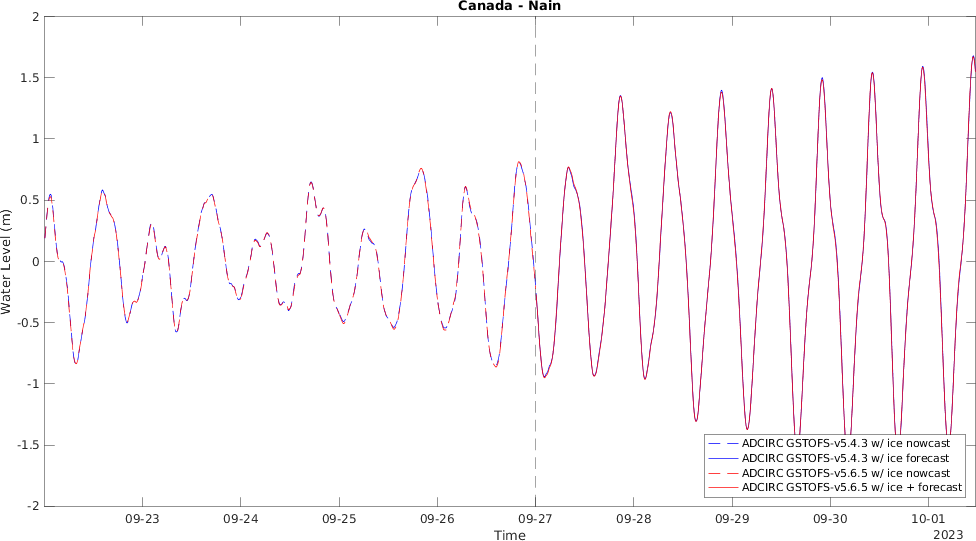 Canada - Nain
2
1.5
1
0.5
0
-0.5
-1
-1.5
-2
Water Level (m)
09-23
09-24
09-25
09-26
09-27
09-28
09-29
09-30
10-01
Time
2023
ADCIRC GSTOFS-v5.4.3 w/ ice nowcast
ADCIRC GSTOFS-v5.4.3 w/ ice forecast
ADCIRC GSTOFS-v5.6.5 w/ ice nowcast
ADCIRC GSTOFS-v5.6.5 w/ ice + forecast